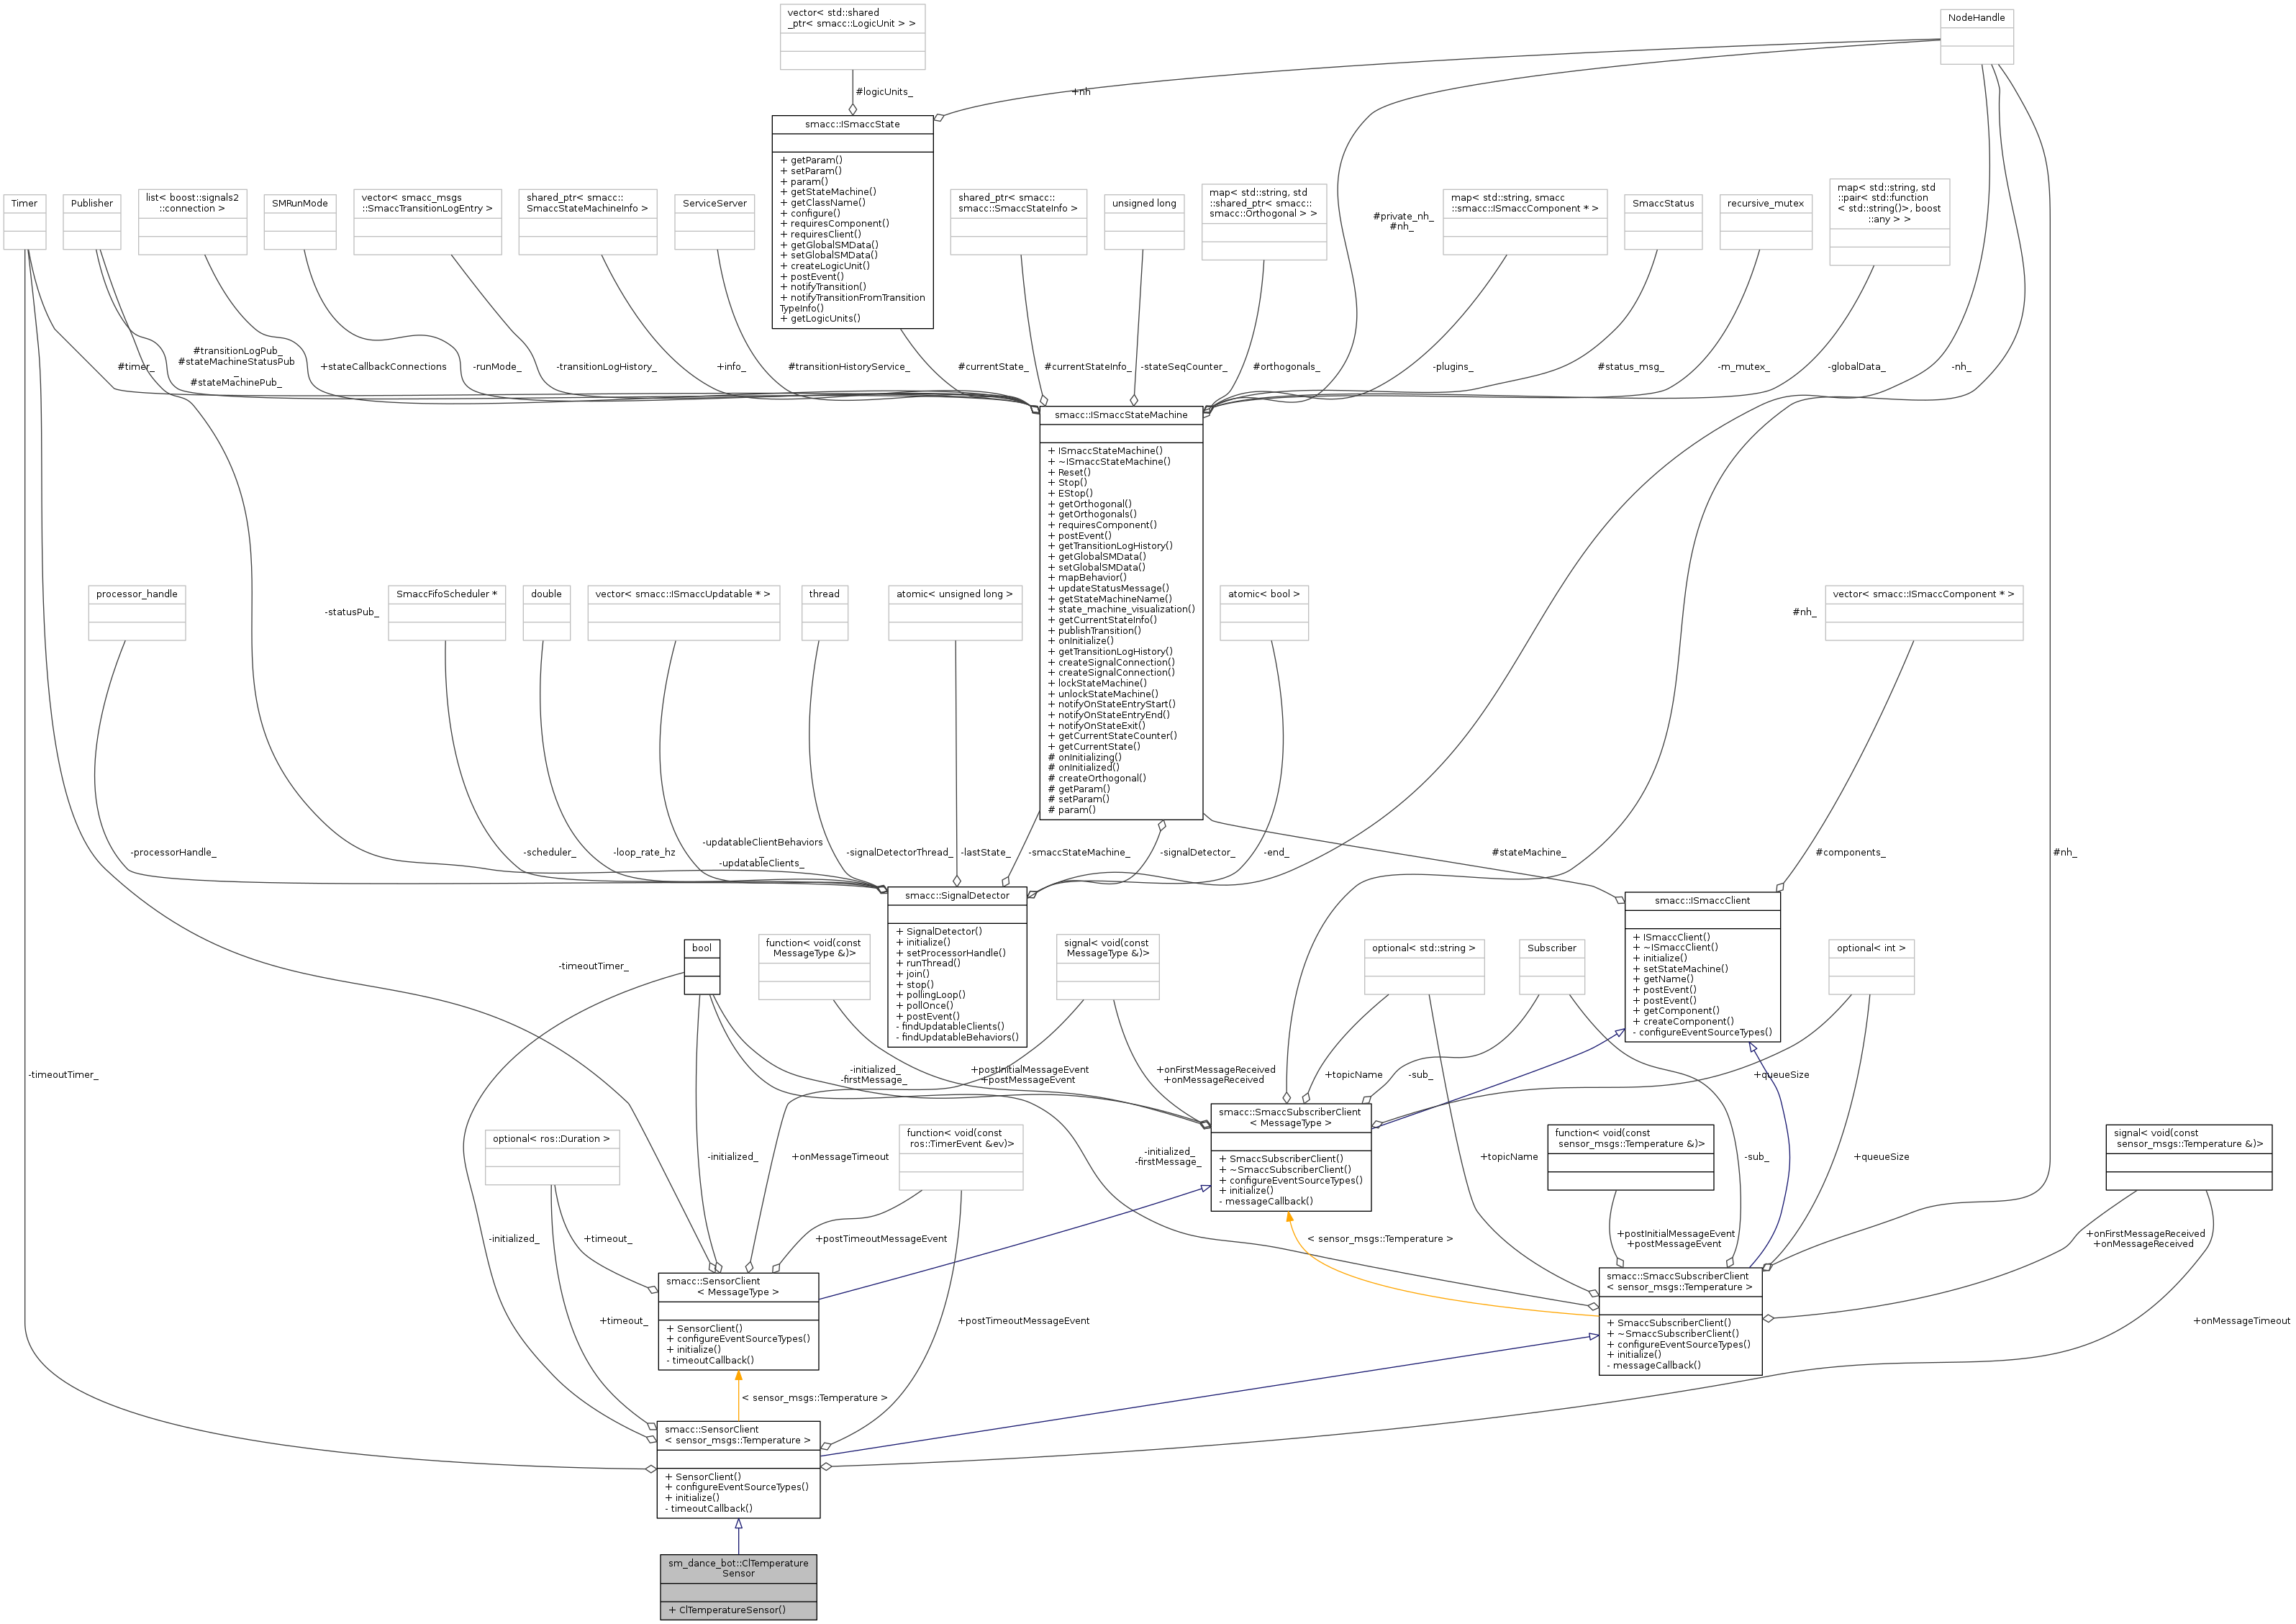 vector< std::shared
_ptr< smacc::LogicUnit > >
NodeHandle
#logicUnits_
+nh
smacc::ISmaccState
+ getParam()
+ setParam()
+ param()
+ getStateMachine()
+ getClassName()
+ configure()
+ requiresComponent()
+ requiresClient()
+ getGlobalSMData()
+ setGlobalSMData()
+ createLogicUnit()
+ postEvent()
+ notifyTransition()
+ notifyTransitionFromTransition
TypeInfo()
+ getLogicUnits()
Timer
Publisher
list< boost::signals2
::connection >
SMRunMode
vector< smacc_msgs
::SmaccTransitionLogEntry >
shared_ptr< smacc::
SmaccStateMachineInfo >
ServiceServer
shared_ptr< smacc::
smacc::SmaccStateInfo >
unsigned long
map< std::string, std
::shared_ptr< smacc::
smacc::Orthogonal > >
#private_nh_
#nh_
map< std::string, smacc
::smacc::ISmaccComponent * >
SmaccStatus
recursive_mutex
map< std::string, std
::pair< std::function
< std::string()>, boost
::any > >
#timer_
#transitionLogPub_
#stateMachineStatusPub
_
#stateMachinePub_
+stateCallbackConnections
-runMode_
-transitionLogHistory_
+info_
#transitionHistoryService_
#currentState_
#currentStateInfo_
-stateSeqCounter_
#orthogonals_
-plugins_
#status_msg_
-m_mutex_
-globalData_
-nh_
smacc::ISmaccStateMachine
+ ISmaccStateMachine()
+ ~ISmaccStateMachine()
+ Reset()
+ Stop()
+ EStop()
+ getOrthogonal()
+ getOrthogonals()
+ requiresComponent()
+ postEvent()
+ getTransitionLogHistory()
+ getGlobalSMData()
+ setGlobalSMData()
+ mapBehavior()
+ updateStatusMessage()
+ getStateMachineName()
+ state_machine_visualization()
+ getCurrentStateInfo()
+ publishTransition()
+ onInitialize()
+ getTransitionLogHistory()
+ createSignalConnection()
+ createSignalConnection()
+ lockStateMachine()
+ unlockStateMachine()
+ notifyOnStateEntryStart()
+ notifyOnStateEntryEnd()
+ notifyOnStateExit()
+ getCurrentStateCounter()
+ getCurrentState()
# onInitializing()
# onInitialized()
# createOrthogonal()
# getParam()
# setParam()
# param()
processor_handle
-statusPub_
SmaccFifoScheduler *
double
vector< smacc::ISmaccUpdatable * >
thread
atomic< unsigned long >
atomic< bool >
#nh_
vector< smacc::ISmaccComponent * >
-processorHandle_
-scheduler_
-loop_rate_hz
-updatableClientBehaviors
_
-updatableClients_
-signalDetectorThread_
-lastState_
-smaccStateMachine_
-signalDetector_
-end_
#stateMachine_
#components_
#nh_
smacc::SignalDetector
+ SignalDetector()
+ initialize()
+ setProcessorHandle()
+ runThread()
+ join()
+ stop()
+ pollingLoop()
+ pollOnce()
+ postEvent()
- findUpdatableClients()
- findUpdatableBehaviors()
smacc::ISmaccClient
+ ISmaccClient()
+ ~ISmaccClient()
+ initialize()
+ setStateMachine()
+ getName()
+ postEvent()
+ postEvent()
+ getComponent()
+ createComponent()
- configureEventSourceTypes()
-timeoutTimer_
bool
function< void(const
MessageType &)>
signal< void(const
MessageType &)>
optional< std::string >
Subscriber
optional< int >
-timeoutTimer_
-initialized_
-firstMessage_
+postInitialMessageEvent
+postMessageEvent
+onFirstMessageReceived
+onMessageReceived
+topicName
-sub_
+queueSize
smacc::SmaccSubscriberClient
< MessageType >
+ SmaccSubscriberClient()
+ ~SmaccSubscriberClient()
+ configureEventSourceTypes()
+ initialize()
- messageCallback()
optional< ros::Duration >
-initialized_
+onMessageTimeout
function< void(const
ros::TimerEvent &ev)>
-initialized_
-firstMessage_
+topicName
function< void(const
sensor_msgs::Temperature &)>
-sub_
+queueSize
signal< void(const
sensor_msgs::Temperature &)>
-initialized_
+timeout_
+postTimeoutMessageEvent
< sensor_msgs::Temperature >
+postInitialMessageEvent
+postMessageEvent
+onFirstMessageReceived
+onMessageReceived
smacc::SensorClient
< MessageType >
+ SensorClient()
+ configureEventSourceTypes()
+ initialize()
- timeoutCallback()
smacc::SmaccSubscriberClient
< sensor_msgs::Temperature >
+ SmaccSubscriberClient()
+ ~SmaccSubscriberClient()
+ configureEventSourceTypes()
+ initialize()
- messageCallback()
+timeout_
+postTimeoutMessageEvent
+onMessageTimeout
< sensor_msgs::Temperature >
smacc::SensorClient
< sensor_msgs::Temperature >
+ SensorClient()
+ configureEventSourceTypes()
+ initialize()
- timeoutCallback()
sm_dance_bot::ClTemperature
Sensor
+ ClTemperatureSensor()